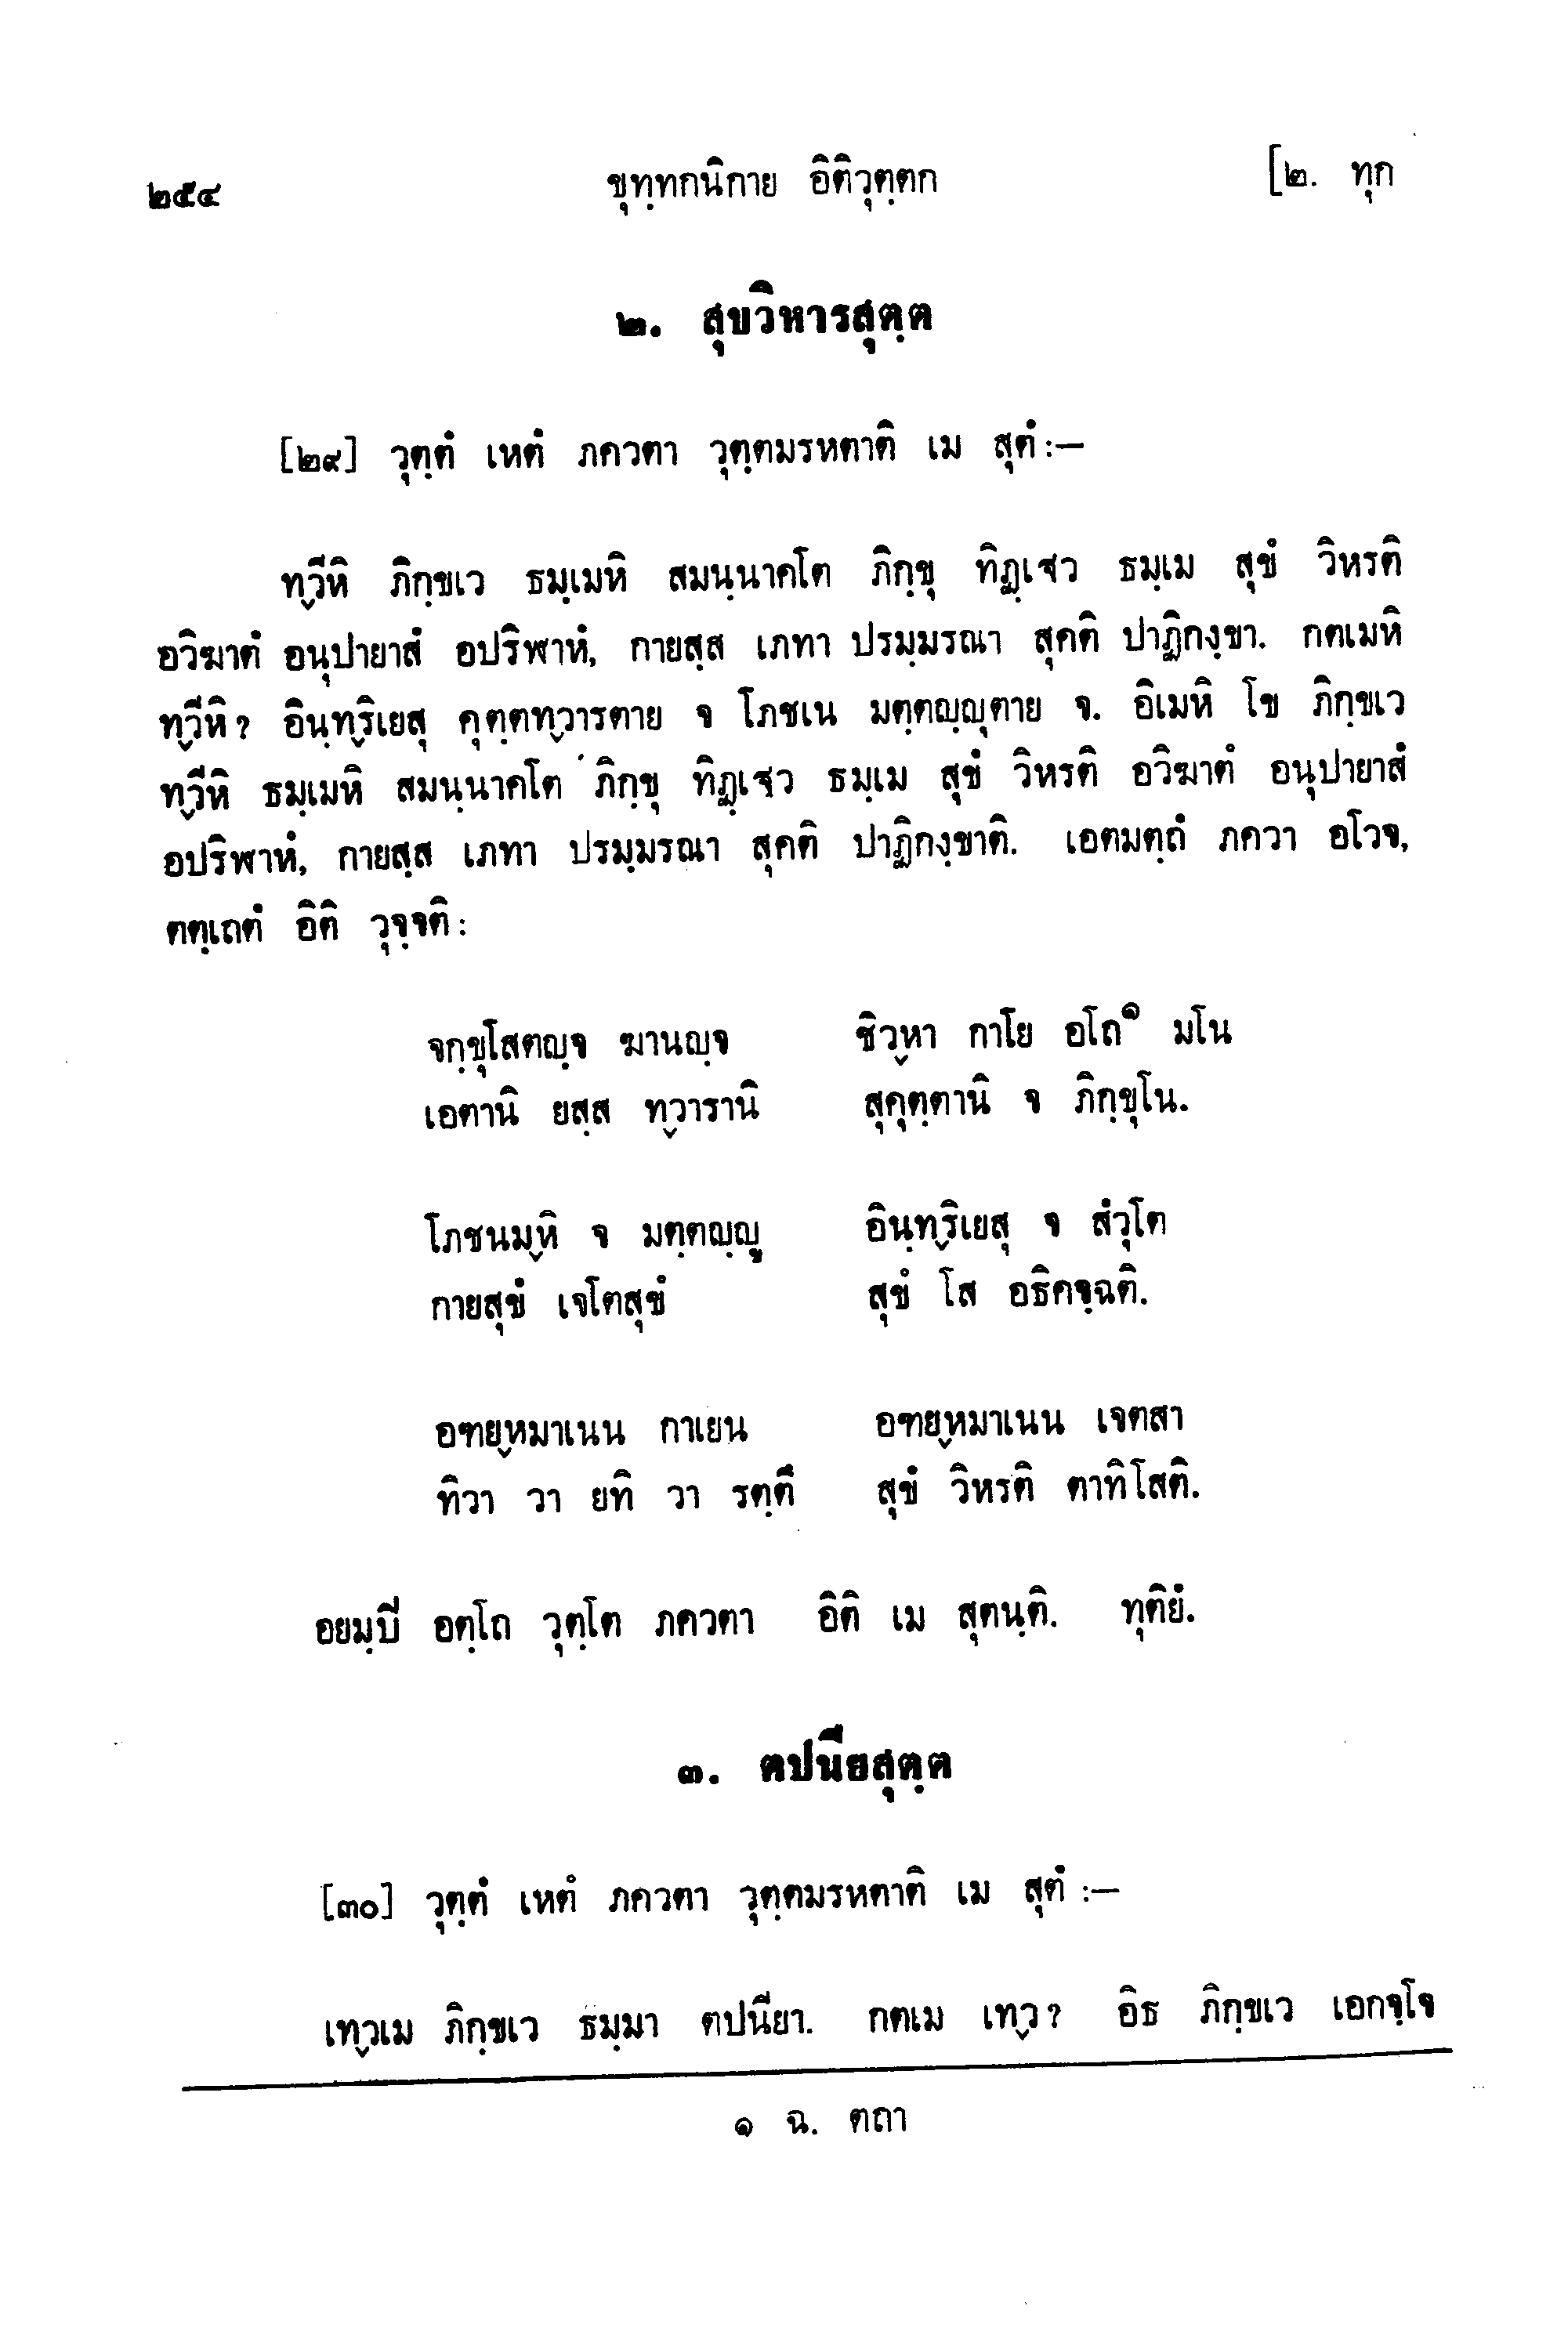 ๒๕๔ ขุทฺทกนิกาย อิติวุตฺตก [๒. ทุก
๒. สุขวิหารสุตฺต
[๒๙] วุตฺตํ เหตํ ภควตา วุตฺตมรหตาติ เม สุตํ:—
ทฺวีหิ ภิกฺขเว ธมฺเมหิ สมนฺนาคโต ภิกฺขุ ทิฏฺเฐว ธมฺเม สุขํ วิหรติ
อวิฆาตํ อนุปายาสํ อปริฬาหํ, กายสฺส เภทา ปรมฺมรณา สุคติ ปาฏิกงฺขา. กตเมหิ
ทฺวีหิ? อินฺทฺริเยสุ คุตฺตทฺวารตาย จ โภชเน มตฺตญฺญุตาย จ. อิเมหิ โข ภิกฺขเว
ทฺวีหิ ธมฺเมหิ สมนฺนาคโต ภิกฺขุ ทิฏฺเฐว ธมฺเม สุขํ วิหรติ อวิฆาตํ อนุปายาสํ
อปริฬาหํ, กายสฺส เภทา ปรมฺมรณา สุคติ ปาฏิกงฺขาติ. เอตมตฺถํ ภควา อโวจ,
ตตฺเถตํ อิติ วุจฺจติ:
จกฺขุโสตญฺจ ฆานญฺจ ชิวฺหา กาโย อโถ๑ มโน
เอตานิ ยสฺส ทฺวารานิ สุคุตฺตานิ จ ภิกฺขุโน.
โภชนมฺหิ จ มตฺตญฺญู อินฺทฺริเยสุ จ สํวุโต
กายสุขํ เจโตสุขํ สุขํ โส อธิคจฺฉติ.
อฑยฺหมาเนน กาเยน อฑยฺหมาเนน เจตสา
ทิวา วา ยทิ วา รตฺตึ สุขํ วิหรติ ตาทิโสติ.
อยมฺปี อตฺโถ วุตฺโต ภควตา อิติ เม สุตนฺติ. ทุติยํ.
๓. ตปนียสุตฺต
[๓๐] วุตฺตํ เหตํ ภควตา วุตฺตมรหตาติ เม สุตํ:—
เทฺวเม ภิกฺขเว ธมฺมา ตปนียา. กตเม เทฺว? อิธ ภิกฺขเว เอกจฺโจ
๑ ฉ. ตถา